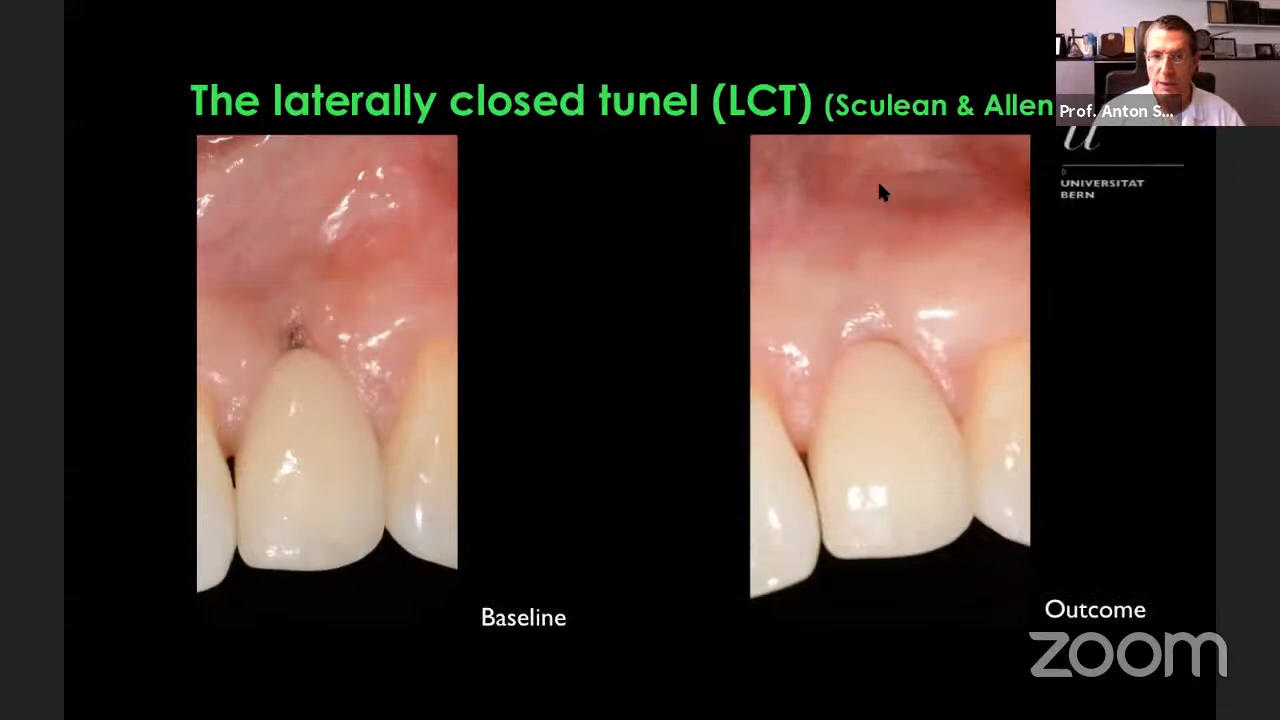 The laterally closed tunel (LCT) (Sculean & Allen
Prof. Anton S...
u
b
UNIVERSITAT
BERN
Baseline
Outcome
zoom